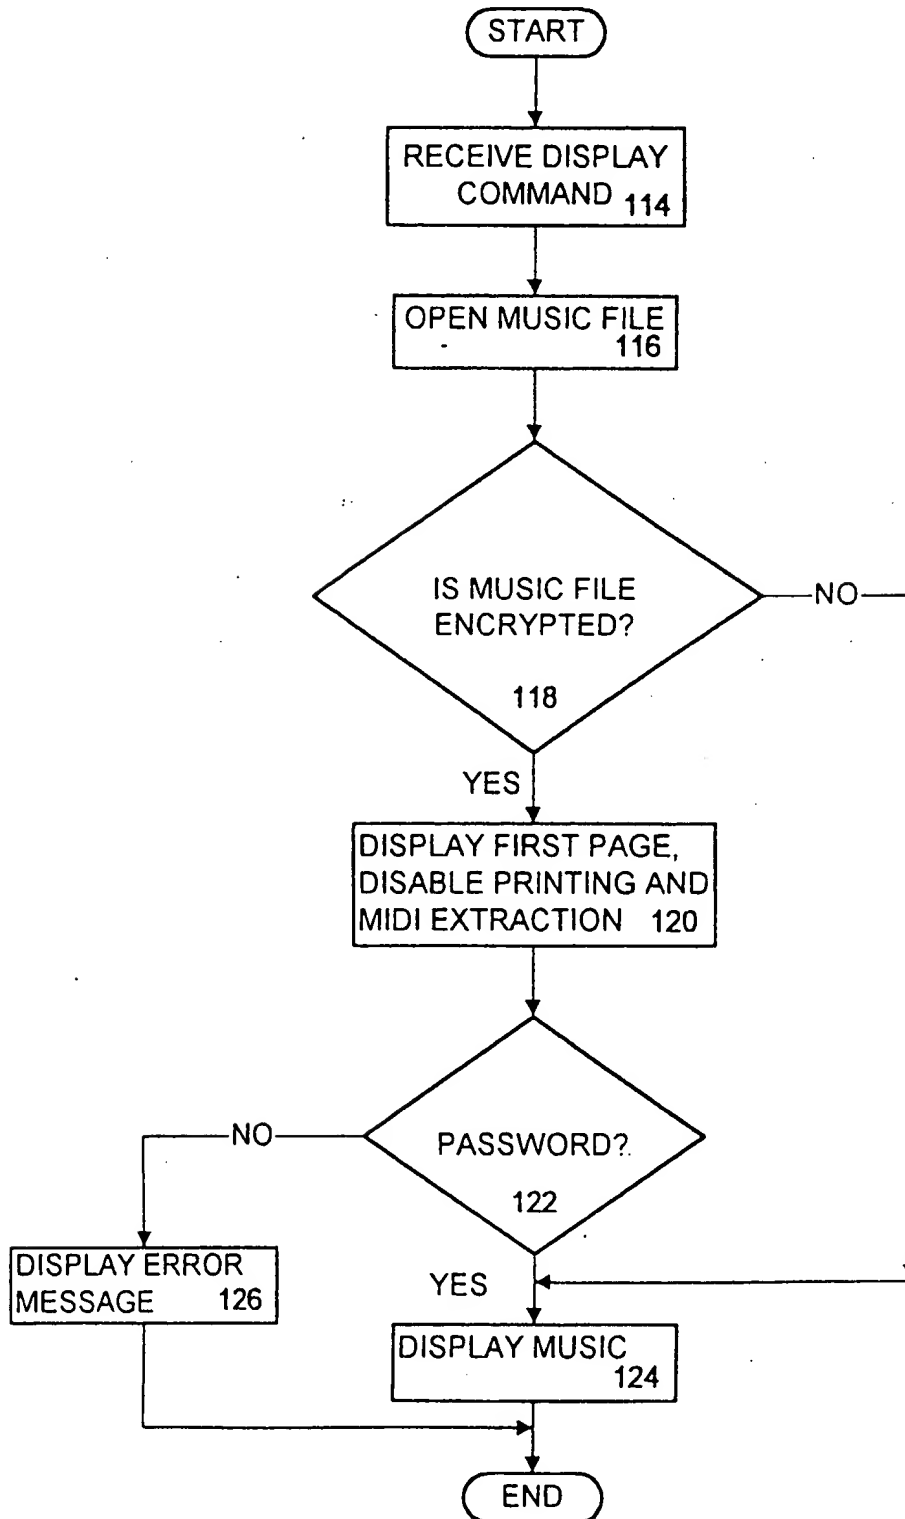 START
RECEIVE DISPLAY
COMMAND 114
OPEN MUSIC FILE
116
IS MUSIC FILE
ENCRYPTED?
118
NO
YES
DISPLAY FIRST PAGE,
DISABLE PRINTING AND
MIDI EXTRACTION 120
PASSWORD?
122
NO
YES
DISPLAY ERROR
MESSAGE 126
DISPLAY MUSIC
124
END